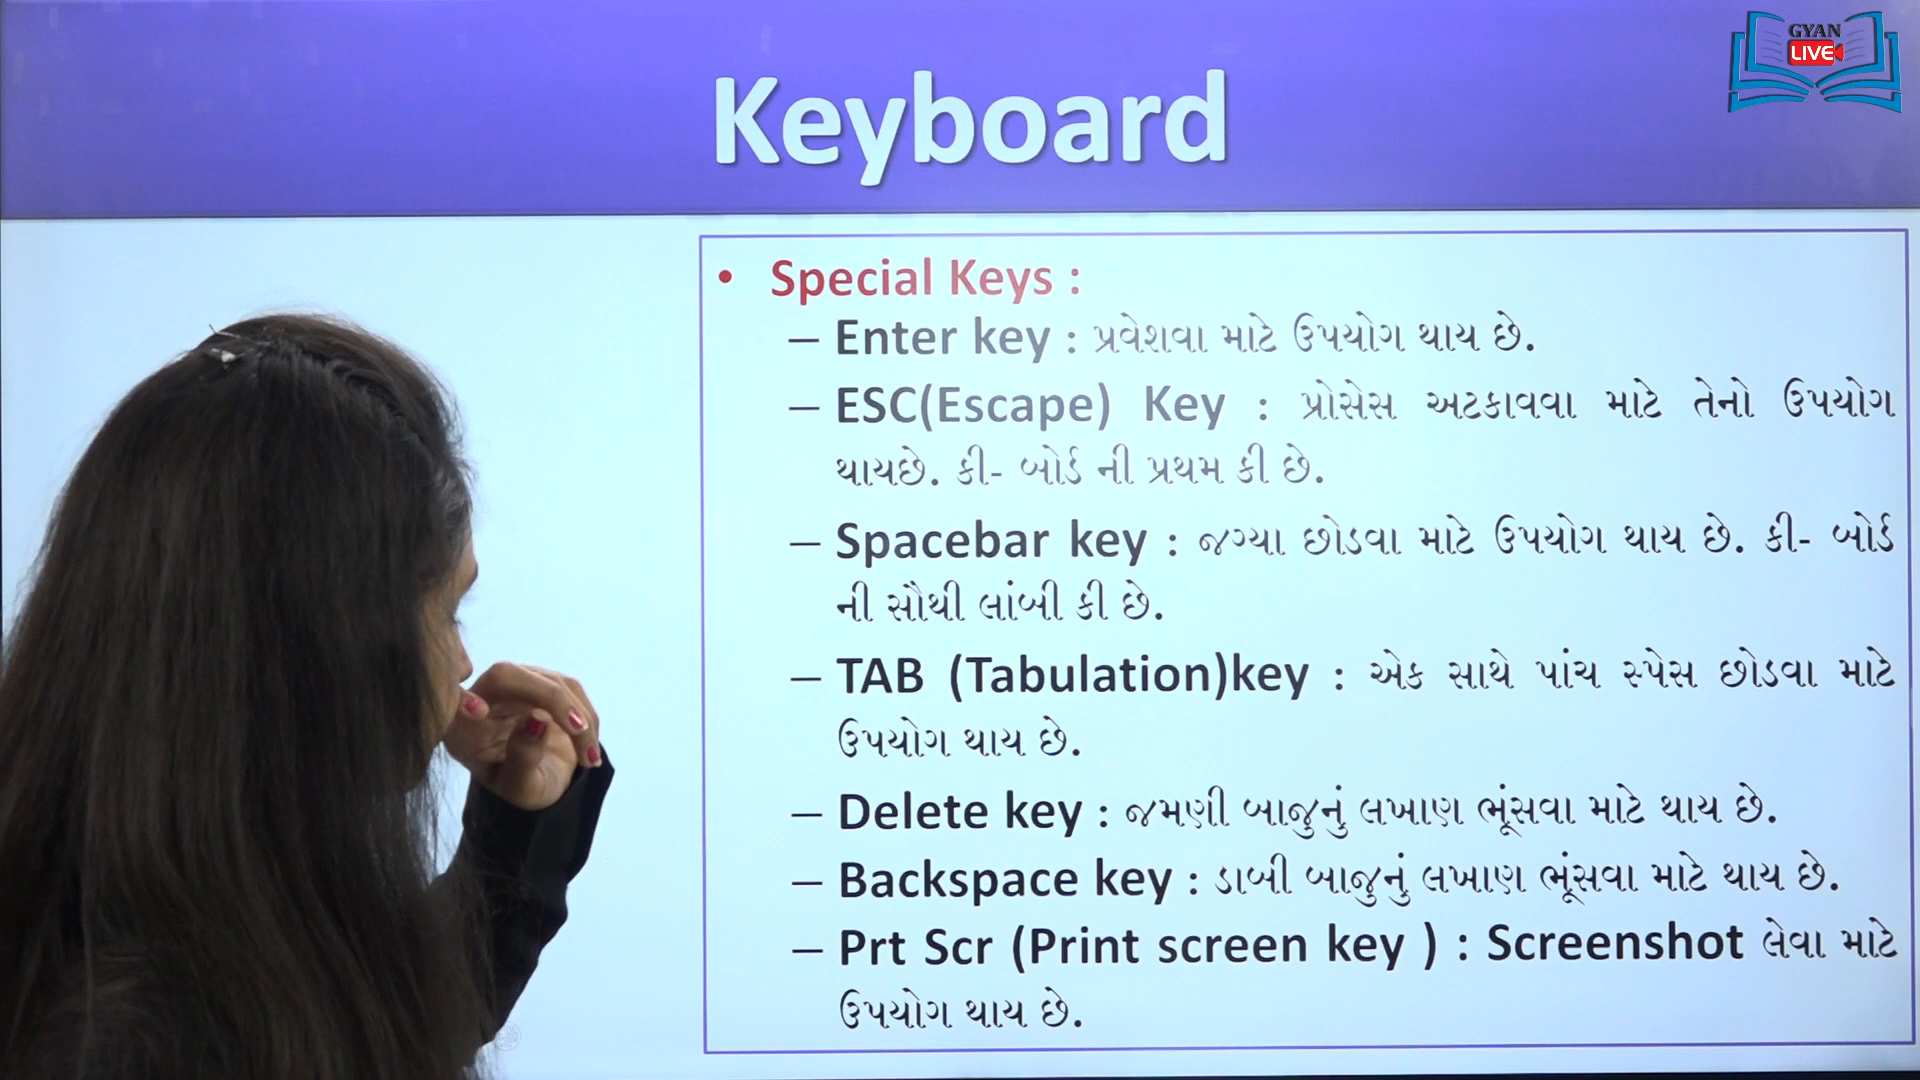 GYAN
LIVE
Keyboard
• Special Keys :
– Enter key : પ્રવેશવા માટે ઉપયોગ થાય છે.
– ESC(Escape) Key : પ્રોસેસ અટકાવવા માટે તેનો ઉપયોગ
થાયછે. કી- બોર્ડ ની પ્રથમ કી છે.
– Spacebar key : જગ્યા છોડવા માટે ઉપયોગ થાય છે. કી- બોર્ડ
ની સૌથી લાંબી કી છે.
– TAB (Tabulation)key : એક સાથે પાંચ સ્પેસ છોડવા માટે
ઉપયોગ થાય છે.
– Delete key : જમણી બાજુનું લખાણ ભૂંસવા માટે થાય છે.
– Backspace key : ડાબી બાજુનું લખાણ ભૂંસવા માટે થાય છે.
– Prt Scr (Print screen key ) : Screenshot લેવા માટે
ઉપયોગ થાય છે.